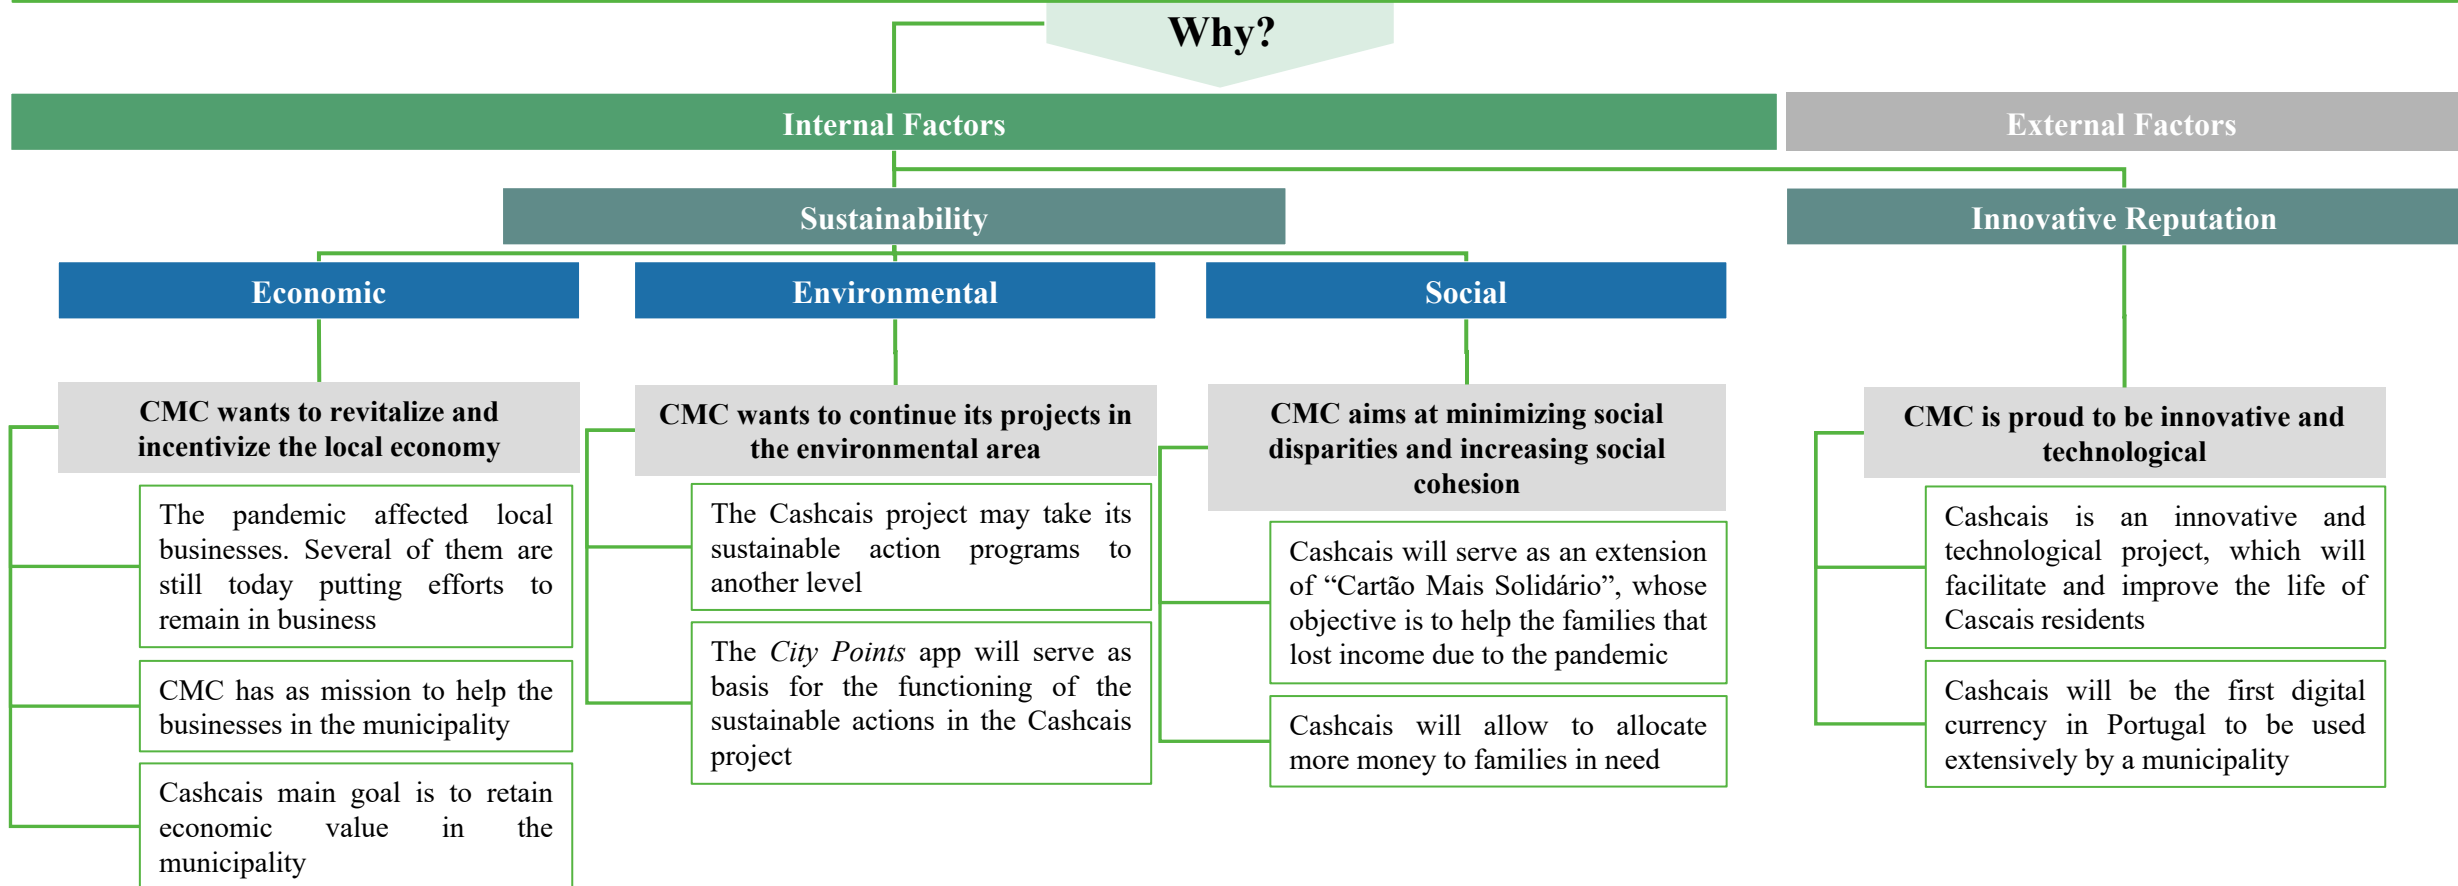 Why?
Internal Factors
External Factors
Sustainability
Innovative Reputation
Economic
Environmental
Social
CMC wants to revitalize and
incentivize the local economy
The pandemic affected local
businesses. Several of them are
still today putting efforts to
remain in business
CMC has as mission to help the
businesses in the municipality
Cashcais main goal is to retain
economic value in the
municipality
CMC wants to continue its projects in
the environmental area
The Cashcais project may take its
sustainable action programs to
another level
The City Points app will serve as
basis for the functioning of the
sustainable actions in the Cashcais
project
CMC aims at minimizing social
disparities and increasing social
cohesion
Cashcais will serve as an extension
of “Cartão Mais Solidário”, whose
objective is to help the families that
lost income due to the pandemic
Cashcais will allow to allocate
more money to families in need
CMC is proud to be innovative and
technological
Cashcais is an innovative and
technological project, which will
facilitate and improve the life of
Cascais residents
Cashcais will be the first digital
currency in Portugal to be used
extensively by a municipality